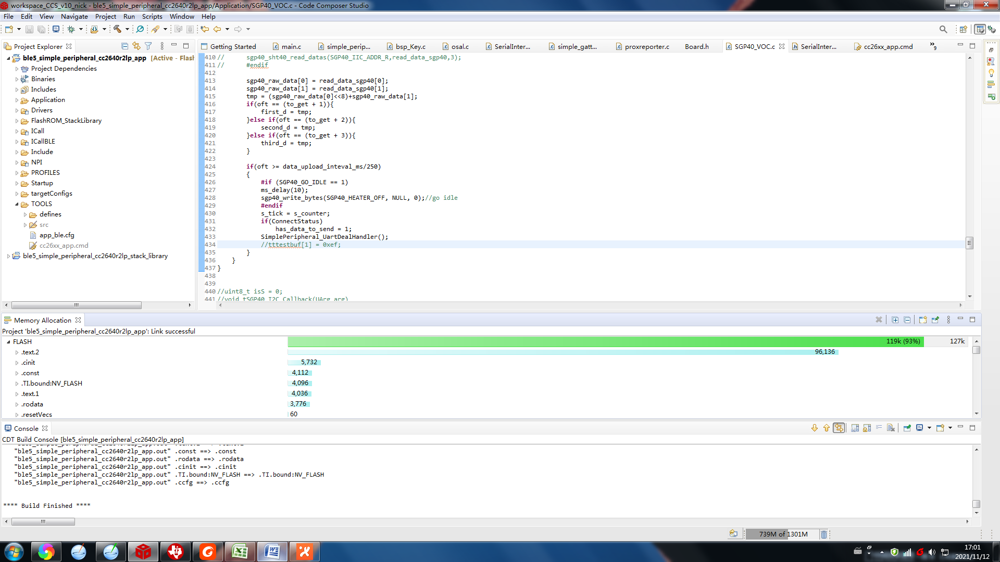 workspace_CCS_v10_nick - ble5_simple_peripheral_cc2640r2lp_app/Application/SGP40_VOC.c - Code Composer Studio
File Edit View Navigate Project Run Scripts Window Help
Project Explorer
ble5_simple_peripheral_cc2640r2lp_app [Active - Flash
Project Dependencies
Binaries
Includes
Application
Drivers
FlashROM_StackLibrary
ICall
ICallBLE
Include
NPI
PROFILES
Startup
targetConfigs
TOOLS
defines
src
app_ble.cfg
cc26xx_app.cmd
ble5_simple_peripheral_cc2640r2lp_stack_library
Getting Started main.c simple_perip... bsp_Key.c osal.c SerialInter... simple_gatt... proxreporter.c Board.h SGP40_VOC.c SerialInter... cc26xx_app.cmd »9
410 // sgp40_sht40_read_datas(SGP40_IIC_ADDR_R,read_data_sgp40,3);
411 // #endif
412
413 sgp40_raw_data[0] = read_data_sgp40[0];
414 sgp40_raw_data[1] = read_data_sgp40[1];
415 tmp = (sgp40_raw_data[0]<<8)+sgp40_raw_data[1];
416 if(oft == (to_get + 1)){
417 first_d = tmp;
418 }else if(oft == (to_get + 2)){
419 second_d = tmp;
420 }else if(oft == (to_get + 3)){
421 third_d = tmp;
422 }
423
424 if(oft >= data_upload_inteval_ms/250)
425 {
426 #if (SGP40_GO_IDLE == 1)
427 ms_delay(10);
428 sgp40_write_bytes(SGP40_HEATER_OFF, NULL, 0);//go idle
429 #endif
430 s_tick = s_counter;
431 if(ConnectStatus)
432 has_data_to_send = 1;
433 SimplePeripheral_UartDealHandler();
434 //tttestbuf[1] = 0xef;
435 }
436 }
437 }
438
439
440 //uint8_t isS = 0;
441 //void tSGP40_I2C_Callback(UArg arg)
Memory Allocation
Project 'ble5_simple_peripheral_cc2640r2lp_app': Link successful
FLASH 119k (93%) 127k
.text.2 96,136
.cinit 5,732
.const 4,112
.TI.bound:NV_FLASH 4,096
.text.1 4,036
.rodata 3,776
.resetVecs 60
Console
CDT Build Console [ble5_simple_peripheral_cc2640r2lp_app]
"ble5_simple_peripheral_cc2640r2lp_app.out" .const ==> .const
"ble5_simple_peripheral_cc2640r2lp_app.out" .rodata ==> .rodata
"ble5_simple_peripheral_cc2640r2lp_app.out" .cinit ==> .cinit
"ble5_simple_peripheral_cc2640r2lp_app.out" .TI.bound:NV_FLASH ==> .TI.bound:NV_FLASH
"ble5_simple_peripheral_cc2640r2lp_app.out" .ccfg ==> .ccfg
**** Build Finished ****
739M of 1301M
17:01
2021/11/12